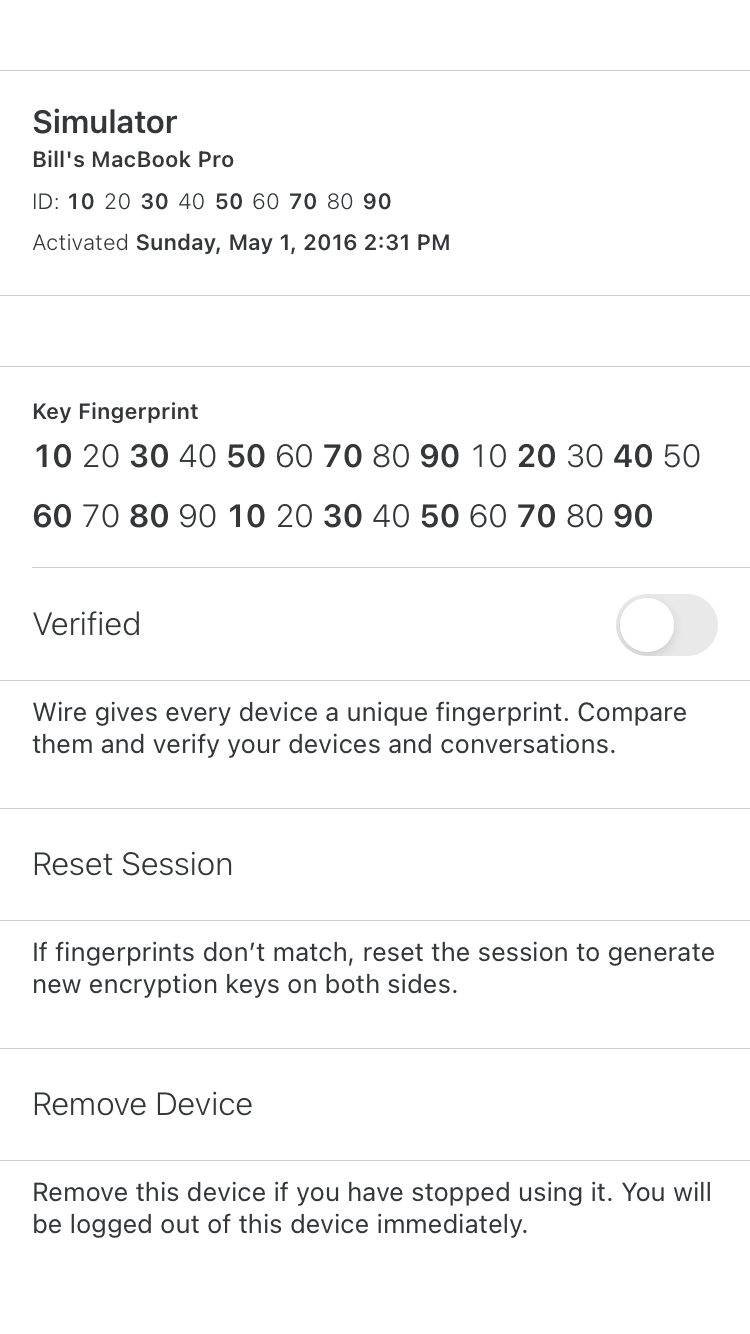 Simulator
Bill's MacBook Pro
ID: 10 20 30 40 50 60 70 80 90
Activated Sunday, May 1, 2016 2:31 PM
Key Fingerprint
10 20 30 40 50 60 70 80 90 10 20 30 40 50
60 70 80 90 10 20 30 40 50 60 70 80 90
Verified
Wire gives every device a unique fingerprint. Compare
them and verify your devices and conversations.
Reset Session
If fingerprints don’t match, reset the session to generate
new encryption keys on both sides.
Remove Device
Remove this device if you have stopped using it. You will
be logged out of this device immediately.